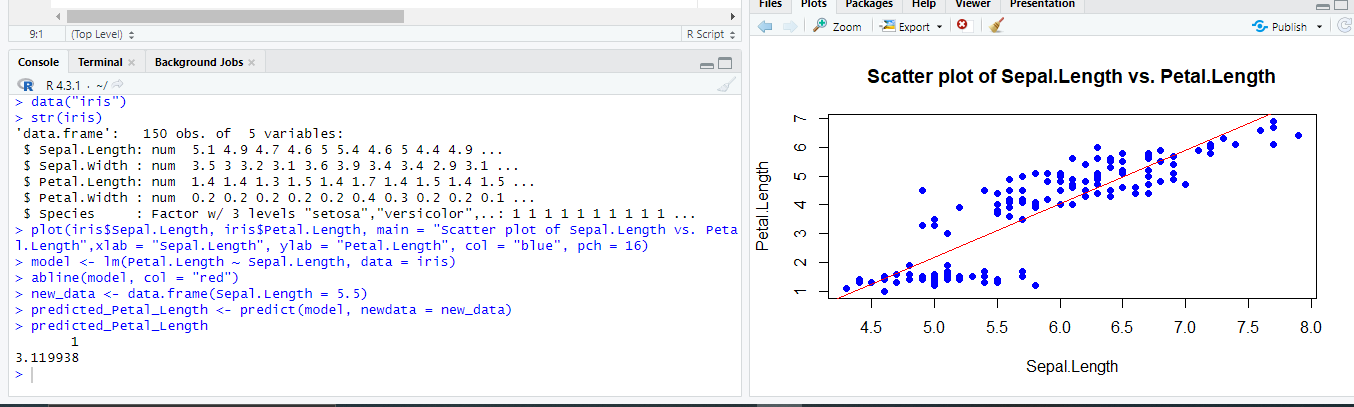 9:1 (Top Level) R Script
Console Terminal Background Jobs
R 4.3.1 · ~/
> data("iris")
> str(iris)
'data.frame':   150 obs. of  5 variables:
 $ Sepal.Length: num  5.1 4.9 4.7 4.6 5 5.4 4.6 5 4.4 4.9 ...
 $ Sepal.Width : num  3.5 3 3.2 3.1 3.6 3.9 3.4 3.4 2.9 3.1 ...
 $ Petal.Length: num  1.4 1.4 1.3 1.5 1.4 1.7 1.4 1.5 1.4 1.5 ...
 $ Petal.Width : num  0.2 0.2 0.2 0.2 0.2 0.4 0.3 0.2 0.2 0.1 ...
 $ Species     : Factor w/ 3 levels "setosa","versicolor",..: 1 1 1 1 1 1 1 1 1 1 ...
> plot(iris$Sepal.Length, iris$Petal.Length, main = "Scatter plot of Sepal.Length vs. Peta
l.Length",xlab = "Sepal.Length", ylab = "Petal.Length", col = "blue", pch = 16)
> model <- lm(Petal.Length ~ Sepal.Length, data = iris)
> abline(model, col = "red")
> new_data <- data.frame(Sepal.Length = 5.5)
> predicted_Petal_Length <- predict(model, newdata = new_data)
> predicted_Petal_Length
       1
3.119938
>
Files Plots Packages Help Viewer Presentation
Zoom Export Publish
Scatter plot of Sepal.Length vs. Petal.Length
Petal.Length
7
6
5
4
3
2
1
4.5 5.0 5.5 6.0 6.5 7.0 7.5 8.0
Sepal.Length